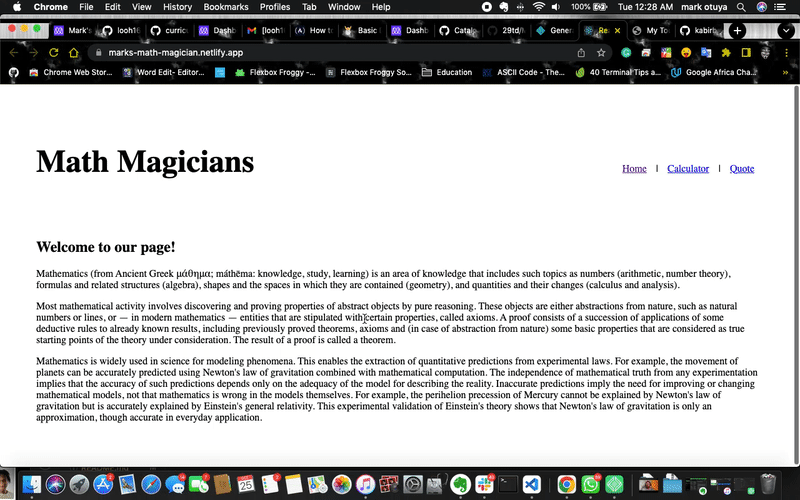 Chrome File Edit View History Bookmarks Profiles Tab Window Help 100% Tue 12:28 AM mark otuya
Mark's looh1 curric Dashb [looh How to Basic Dashb Catal 29td/ Gener Re My To kabir
marks-math-magician.netlify.app
Chrome Web Stor... Word Edit- Editor... Flexbox Froggy -... Flexbox Froggy So... Education ASCII Code - The... 40 Terminal Tips a... Google Africa Cha... »
Math Magicians
Home | Calculator | Quote
Welcome to our page!
Mathematics (from Ancient Greek μάθημα; máthēma: knowledge, study, learning) is an area of knowledge that includes such topics as numbers (arithmetic, number theory),
formulas and related structures (algebra), shapes and the spaces in which they are contained (geometry), and quantities and their changes (calculus and analysis).
Most mathematical activity involves discovering and proving properties of abstract objects by pure reasoning. These objects are either abstractions from nature, such as natural
numbers or lines, or — in modern mathematics — entities that are stipulated with certain properties, called axioms. A proof consists of a succession of applications of some
deductive rules to already known results, including previously proved theorems, axioms and (in case of abstraction from nature) some basic properties that are considered as true
starting points of the theory under consideration. The result of a proof is called a theorem.
Mathematics is widely used in science for modeling phenomena. This enables the extraction of quantitative predictions from experimental laws. For example, the movement of
planets can be accurately predicted using Newton's law of gravitation combined with mathematical computation. The independence of mathematical truth from any experimentation
implies that the accuracy of such predictions depends only on the adequacy of the model for describing the reality. Inaccurate predictions imply the need for improving or changing
mathematical models, not that mathematics is wrong in the models themselves. For example, the perihelion precession of Mercury cannot be explained by Newton's law of
gravitation but is accurately explained by Einstein's general relativity. This experimental validation of Einstein's theory shows that Newton's law of gravitation is only an
approximation, though accurate in everyday application.
25